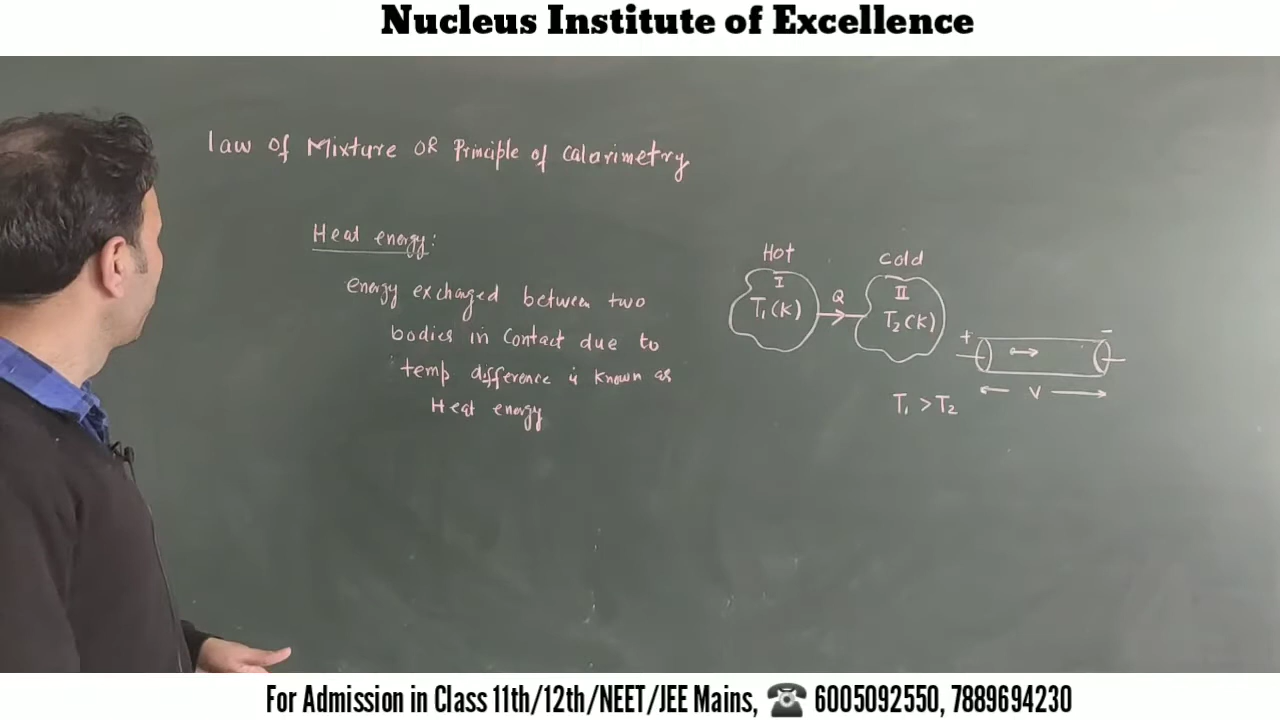 Nucleus Institute of Excellence
Law of Mixture OR Principle of Calarimetry
Heat energy:
energy exchanged between two
bodies in Contact due to
temp difference is known as
Heat energy
Hot
I
T₁(K)
Q
Cold
II
T₂(K)
+
-
V
T₁ > T₂
For Admission in Class 11th/12th/NEET/JEE Mains, ☎ 6005092550, 7889694230